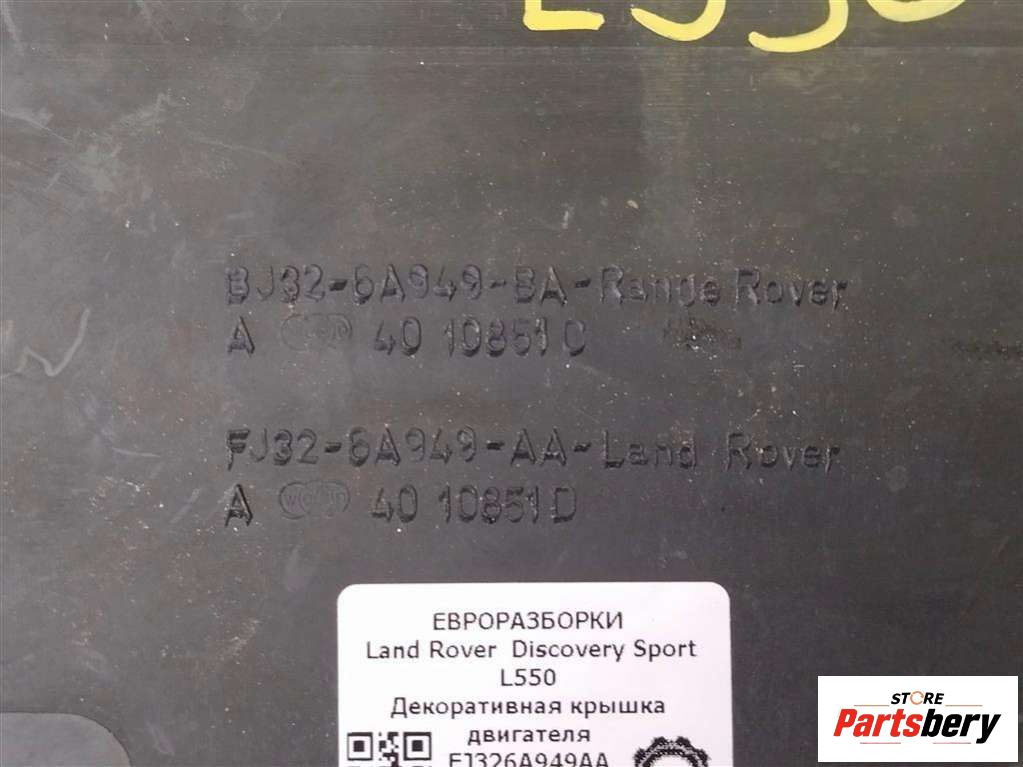 L550
BJ32-6A949-BA-Range Rover
A 40 10851 C
FJ32-6A949-AA-Land Rover
A 40 10851 D
ЕВРОРАЗБОРКИ
Land Rover Discovery Sport
L550
Декоративная крышка
двигателя
FJ326A949AA
STORE
Partsbery